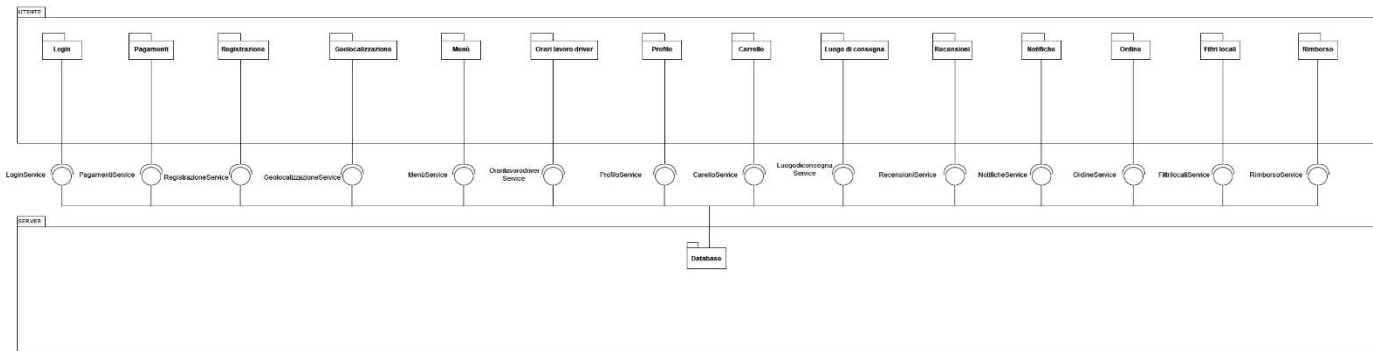 UTENTE
Login
Pagamenti
Registrazione
Geolocalizzazione
Menù
Orari lavoro driver
Profilo
Carrello
Luogo di consegna
Recensioni
Notifiche
Ordine
Filtri locali
Rimborso
LoginService
PagamentiService
RegistrazioneService
GeolocalizzazioneService
MenùService
Orarilavorodriver
Service
ProfiloService
CarelloService
Luogodiconsegna
Service
RecensioniService
NotificheService
OrdineService
FiltrilocaliService
RimborsoService
SERVER
Database